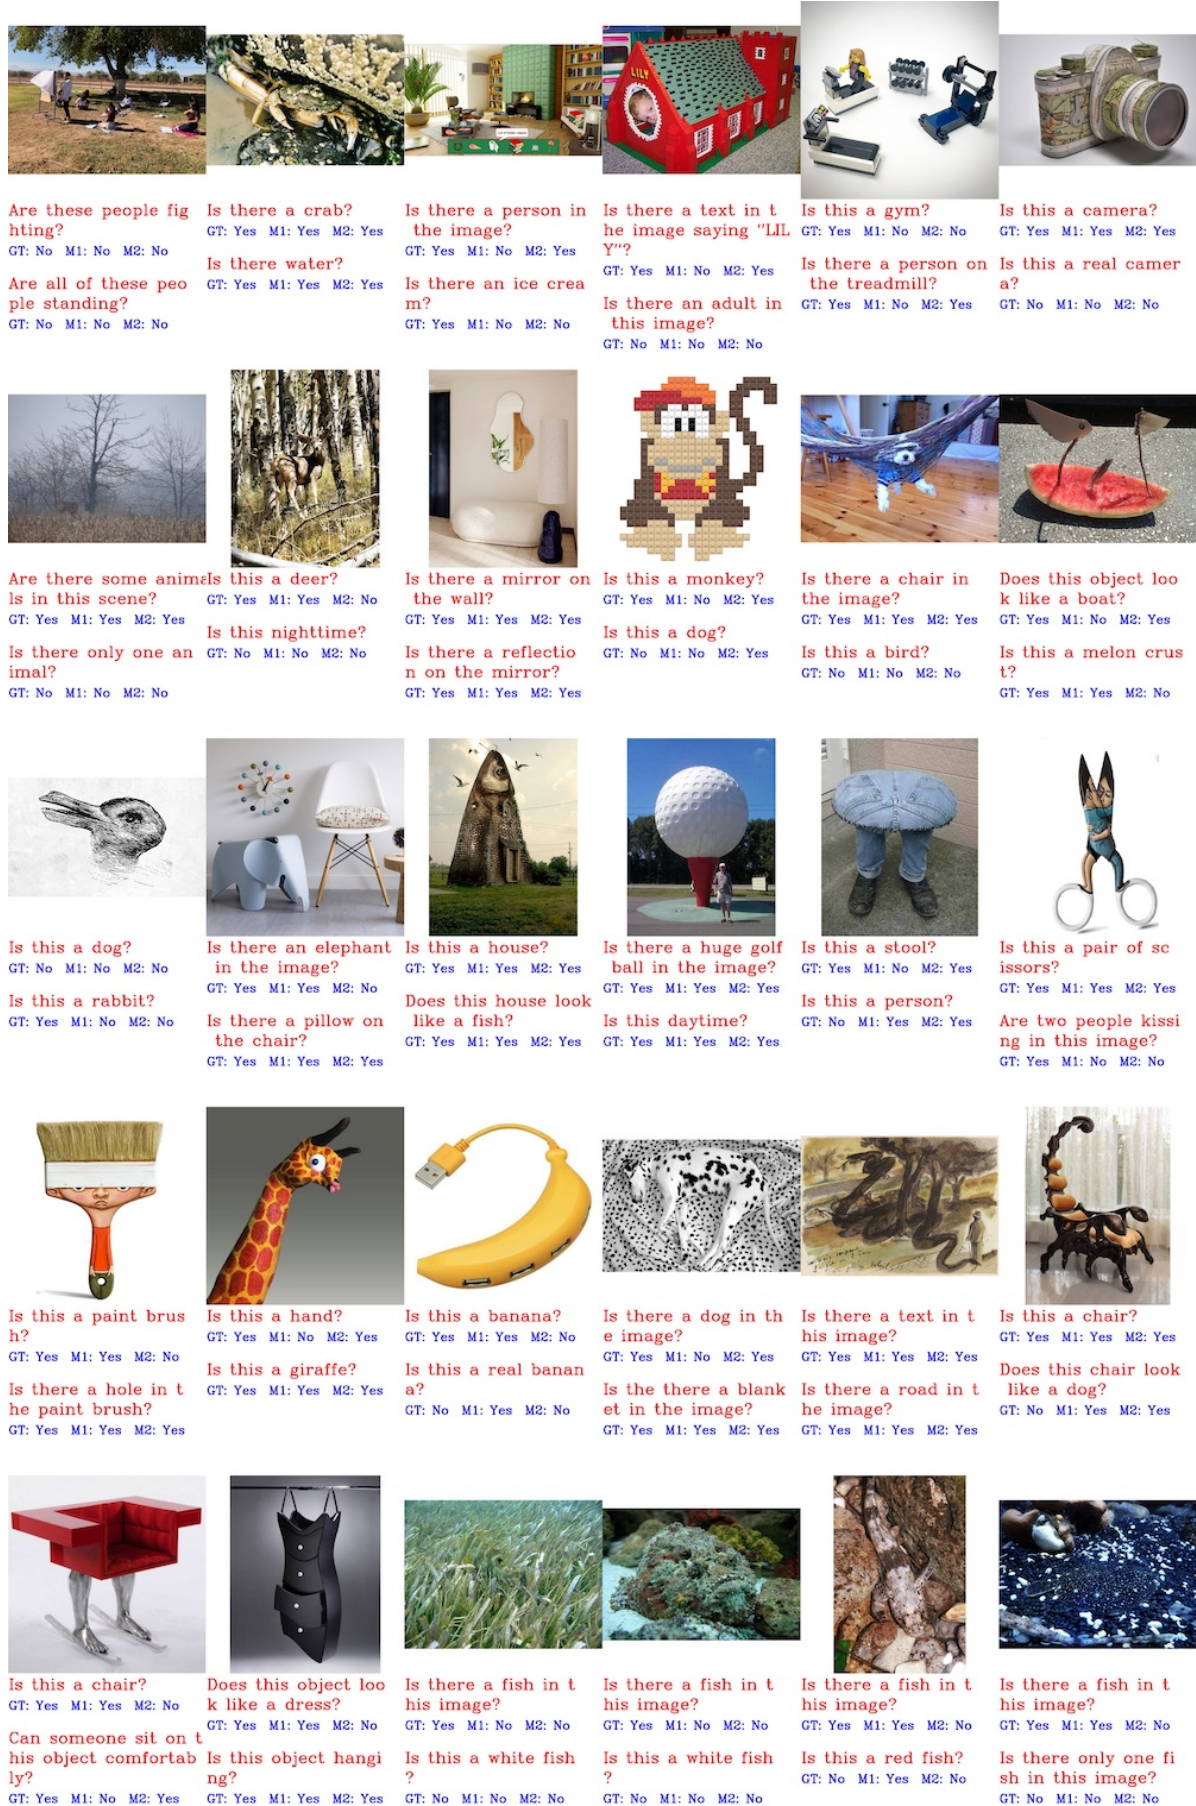 Are these people fig
hting?
GT: No M1: No M2: No
Are all of these peo
ple standing?
GT: No M1: No M2: No
Is there a crab?
GT: Yes M1: Yes M2: Yes
Is there water?
GT: Yes M1: Yes M2: Yes
Is there a person in
the image?
GT: Yes M1: No M2: Yes
Is there an ice crea
m?
GT: Yes M1: No M2: No
LILY
Is there a text in t
he image saying "LIL
Y"?
GT: Yes M1: No M2: Yes
Is there an adult in
this image?
GT: No M1: No M2: No
Is this a gym?
GT: Yes M1: No M2: No
Is there a person on
the treadmill?
GT: Yes M1: No M2: Yes
Is this a camera?
GT: Yes M1: Yes M2: Yes
Is this a real camer
a?
GT: No M1: No M2: No
Are there some anima
ls in this scene?
GT: Yes M1: Yes M2: Yes
Is there only one an
imal?
GT: No M1: No M2: No
Is this a deer?
GT: Yes M1: Yes M2: No
Is this nighttime?
GT: No M1: No M2: No
Is there a mirror on
the wall?
GT: Yes M1: Yes M2: Yes
Is there a reflectio
n on the mirror?
GT: Yes M1: Yes M2: Yes
Is this a monkey?
GT: Yes M1: No M2: Yes
Is this a dog?
GT: No M1: No M2: Yes
Is there a chair in
the image?
GT: Yes M1: Yes M2: Yes
Is this a bird?
GT: No M1: No M2: No
Does this object loo
k like a boat?
GT: Yes M1: No M2: Yes
Is this a melon crus
t?
GT: Yes M1: Yes M2: No
Is this a dog?
GT: No M1: No M2: No
Is this a rabbit?
GT: Yes M1: No M2: No
Is there an elephant
in the image?
GT: Yes M1: Yes M2: No
Is there a pillow on
the chair?
GT: Yes M1: Yes M2: Yes
Is this a house?
GT: Yes M1: Yes M2: Yes
Does this house look
like a fish?
GT: Yes M1: Yes M2: Yes
Is there a huge golf
ball in the image?
GT: Yes M1: Yes M2: Yes
Is this daytime?
GT: Yes M1: Yes M2: Yes
Is this a stool?
GT: Yes M1: No M2: Yes
Is this a person?
GT: No M1: Yes M2: Yes
Is this a pair of sc
issors?
GT: Yes M1: Yes M2: Yes
Are two people kissi
ng in this image?
GT: Yes M1: No M2: No
Is this a paint brus
h?
GT: Yes M1: Yes M2: No
Is there a hole in t
he paint brush?
GT: Yes M1: Yes M2: Yes
Is this a hand?
GT: Yes M1: No M2: Yes
Is this a giraffe?
GT: Yes M1: Yes M2: Yes
Is this a banana?
GT: Yes M1: Yes M2: No
Is this a real banan
a?
GT: No M1: Yes M2: No
Is there a dog in th
e image?
GT: Yes M1: No M2: Yes
Is the there a blank
et in the image?
GT: Yes M1: Yes M2: Yes
Is there a text in t
his image?
GT: Yes M1: Yes M2: Yes
Is there a road in t
he image?
GT: Yes M1: Yes M2: Yes
Is this a chair?
GT: Yes M1: Yes M2: Yes
Does this chair look
like a dog?
GT: No M1: Yes M2: Yes
Is this a chair?
GT: Yes M1: Yes M2: No
Can someone sit on t
his object comfortab
ly?
GT: Yes M1: No M2: Yes
Does this object loo
k like a dress?
GT: Yes M1: Yes M2: No
Is this object hangi
ng?
GT: Yes M1: Yes M2: Yes
Is there a fish in t
his image?
GT: Yes M1: No M2: No
Is this a white fish
?
GT: No M1: No M2: No
Is there a fish in t
his image?
GT: Yes M1: No M2: No
Is this a white fish
?
GT: No M1: No M2: No
Is there a fish in t
his image?
GT: Yes M1: Yes M2: No
Is this a red fish?
GT: No M1: Yes M2: No
Is there a fish in t
his image?
GT: Yes M1: Yes M2: No
Is there only one fi
sh in this image?
GT: No M1: No M2: No